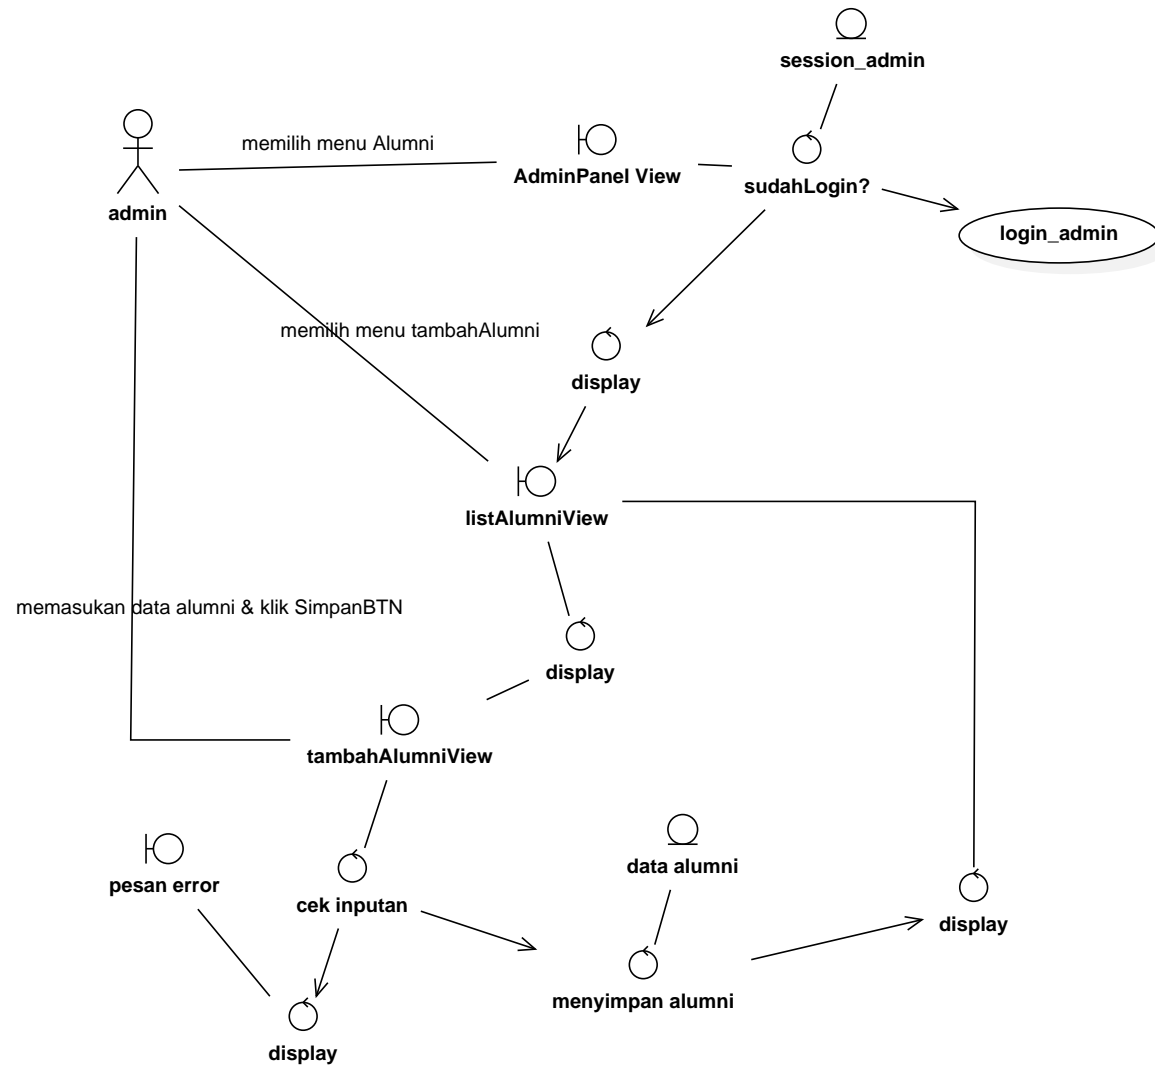 session_admin
memilih menu Alumni
AdminPanel View
sudahLogin?
admin
login_admin
memilih menu tambahAlumni
display
listAlumniView
memasukan data alumni & klik SimpanBTN
display
tambahAlumniView
pesan error
data alumni
cek inputan
display
menyimpan alumni
display